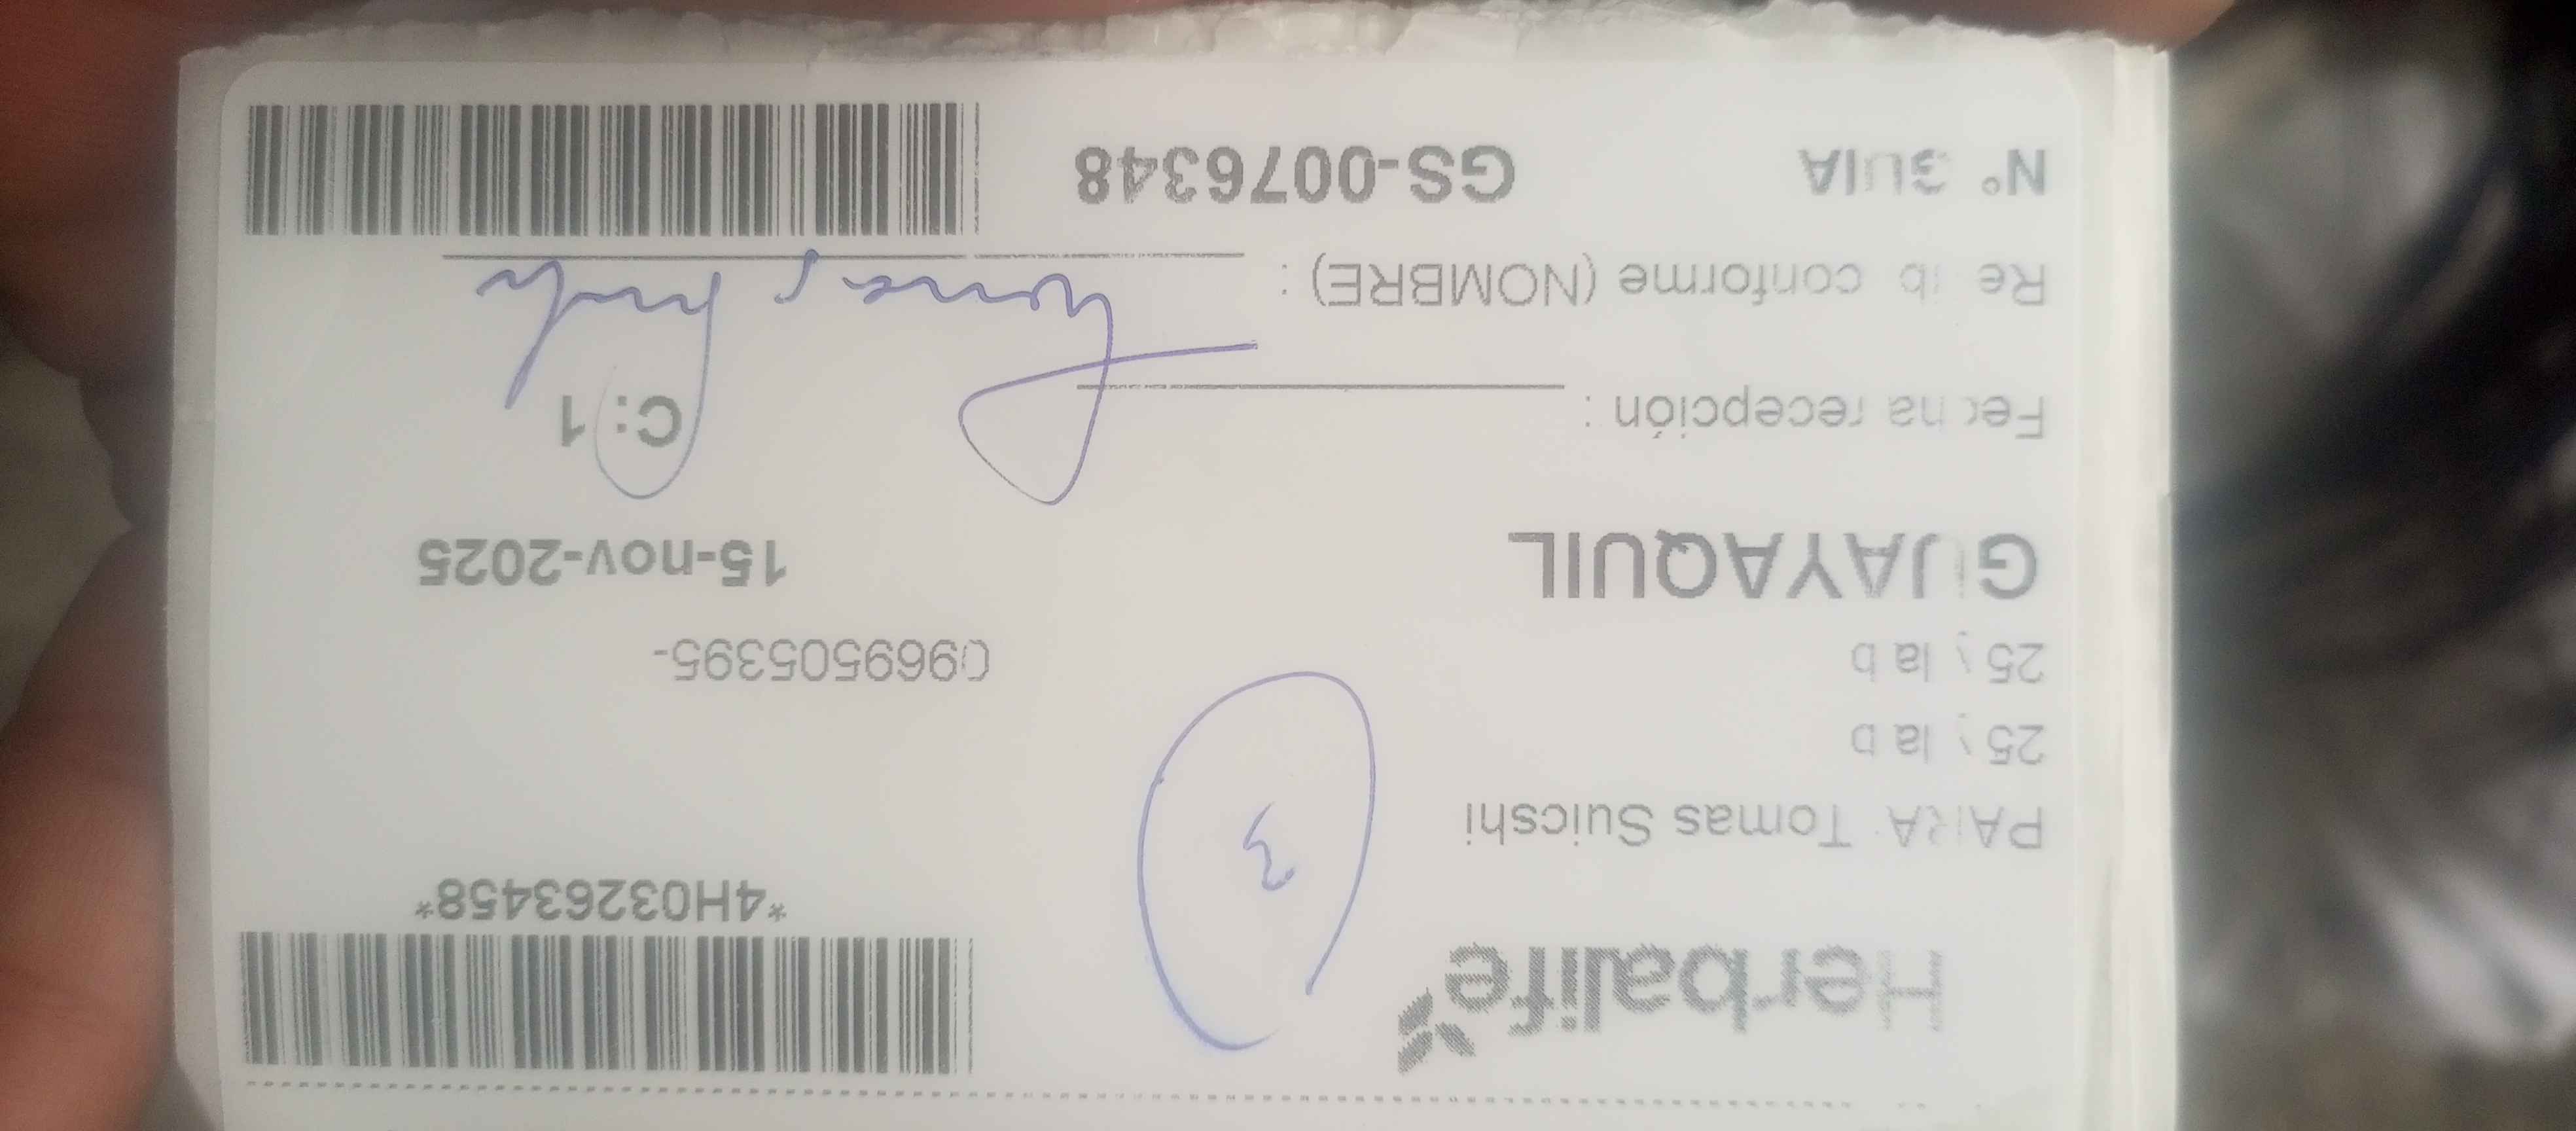 Herbalife
*4H03263458*
PARA Tomas Suicshi
3
25 y la b
25 y la b
0969505395-
GUAYAQUIL
15-nov-2025
Fecha recepción :
C: 1
Recib conforme (NOMBRE) :
N° GUIA GS-0076348